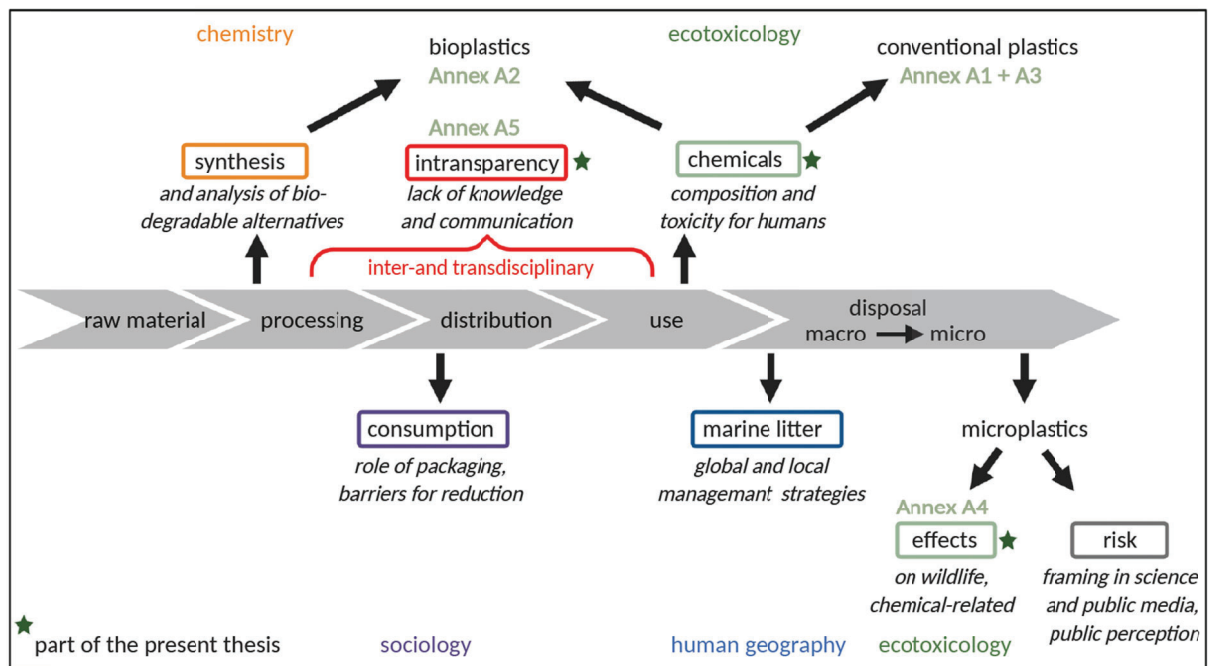 chemistry
bioplastics
Annex A2
ecotoxicology
conventional plastics
Annex A1 + A3
synthesis
and analysis of bio-
degradable alternatives
Annex A5
intransparency
lack of knowledge
and communication
chemicals
composition and
toxicity for humans
inter-and transdisciplinary
raw material
processing
distribution
use
disposal
macro
micro
consumption
role of packaging,
barriers for reduction
marine litter
global and local
managemant strategies
microplastics
Annex A4
effects
on wildlife,
chemical-related
risk
framing in science
and public media,
public perception
part of the present thesis
sociology
human geography
ecotoxicology